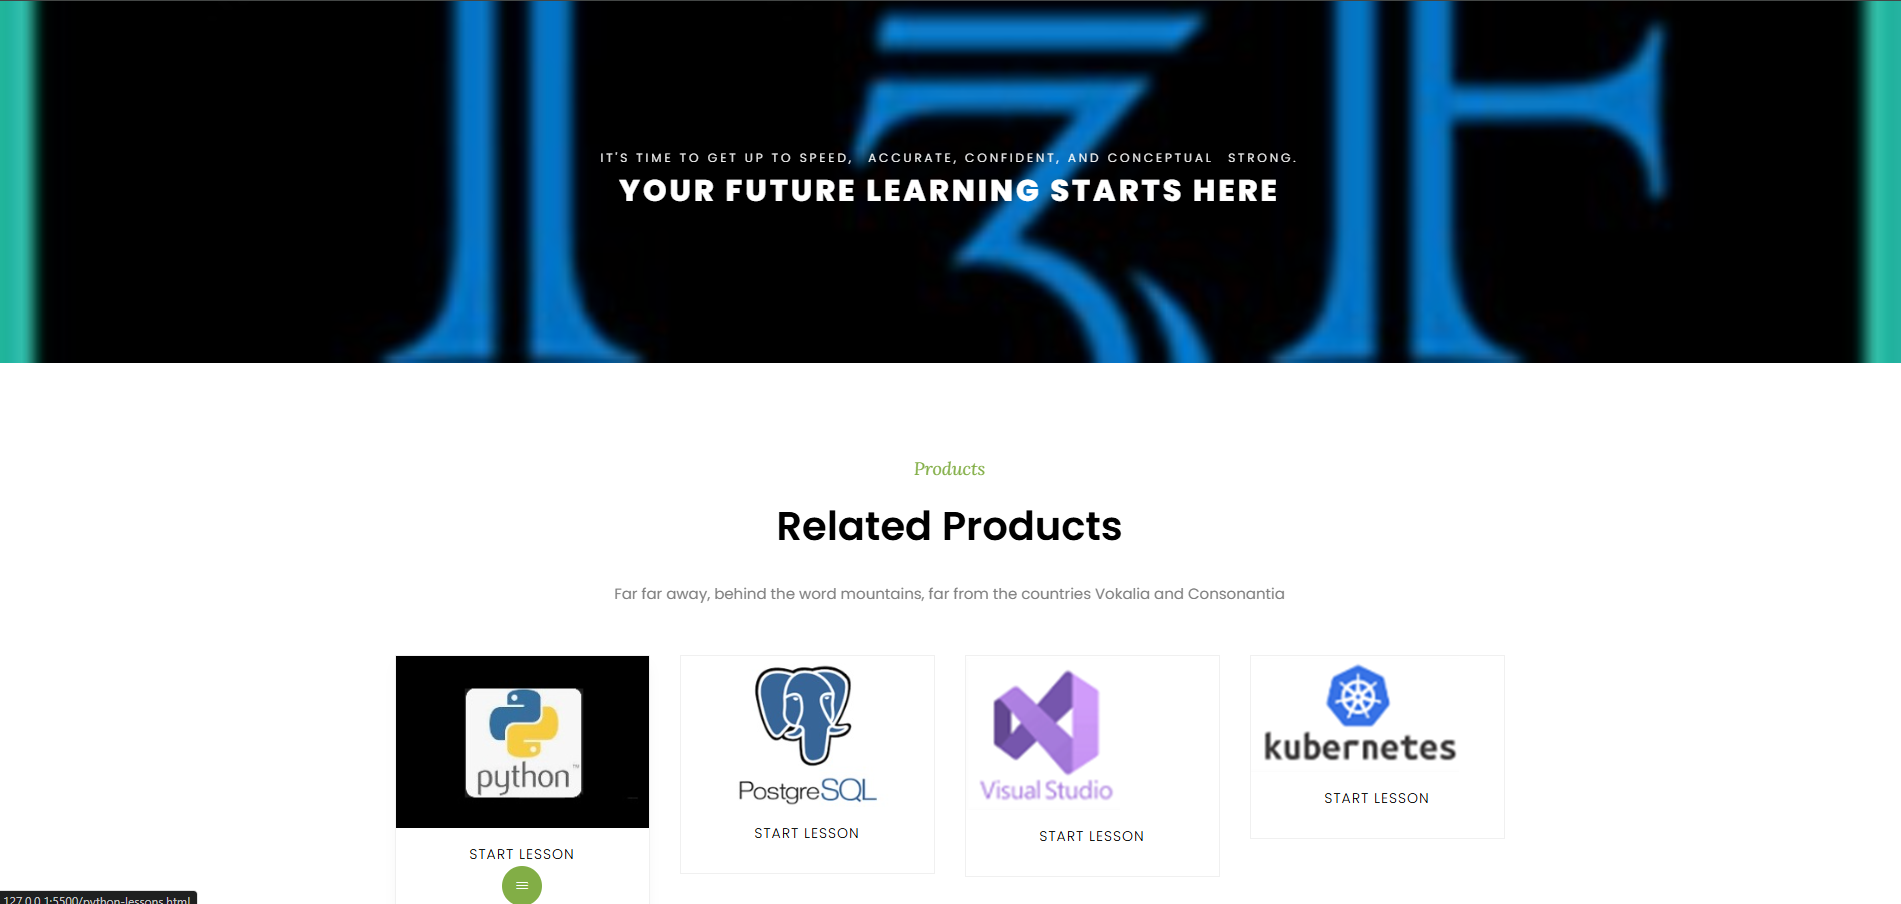 IT'S TIME TO GET UP TO SPEED, ACCURATE, CONFIDENT, AND CONCEPTUAL STRONG.
YOUR FUTURE LEARNING STARTS HERE
Products
Related Products
Far far away, behind the word mountains, far from the countries Vokalia and Consonantia
python™
PostgreSQL
Visual Studio
kubernetes
START LESSON
START LESSON
START LESSON
START LESSON
127.0.0.1:5500/python-lessons.html